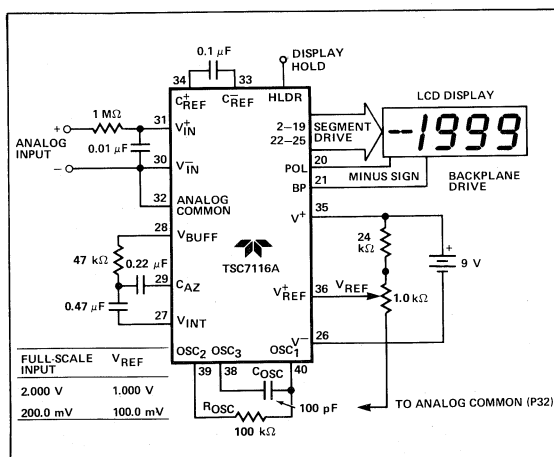 0.1 µF
DISPLAY
HOLD
34
33
C+REF
C−REF
HLDR
LCD DISPLAY
-1999
1 MΩ
31
V+IN
2–19
22–25
SEGMENT
DRIVE
ANALOG
INPUT
+
−
0.01 µF
30
V−IN
20
POL
MINUS SIGN
BACKPLANE
DRIVE
21
BP
32
ANALOG
COMMON
35
V+
28
VBUFF
24
kΩ
+
9 V
47 kΩ
0.22 µF
TSC7116A
29
CAZ
36
V+REF
VREF
1.0 kΩ
0.47 µF
27
VINT
V−
26
OSC2
OSC3
OSC1
39
38
40
COSC
ROSC
100 pF
100 kΩ
TO ANALOG COMMON (P32)
FULL-SCALE
INPUT
VREF
2.000 V
1.000 V
200.0 mV
100.0 mV